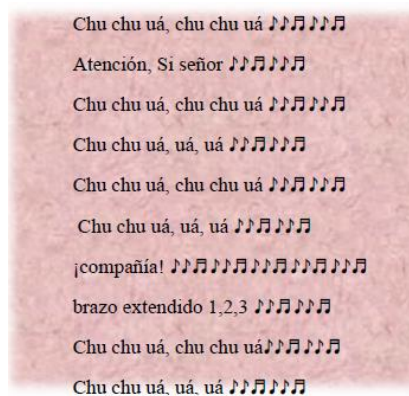 Chu chu uá, chu chu uá ♪♪♬♪♪♬
Atención, Si señor ♪♪♬♪♪♬
Chu chu uá, chu chu uá ♪♪♬♪♪♬
Chu chu uá, uá, uá ♪♪♬♪♪♬
Chu chu uá, chu chu uá ♪♪♬♪♪♬
Chu chu uá, uá, uá ♪♪♬♪♪♬
¡compañía! ♪♪♬♪♪♬♪♪♬♪♪♬♪♪♬
brazo extendido 1,2,3 ♪♪♬♪♪♬
Chu chu uá, chu chu uá♪♪♬♪♪♬
Chu chu uá, uá, uá ♪♪♬♪♪♬